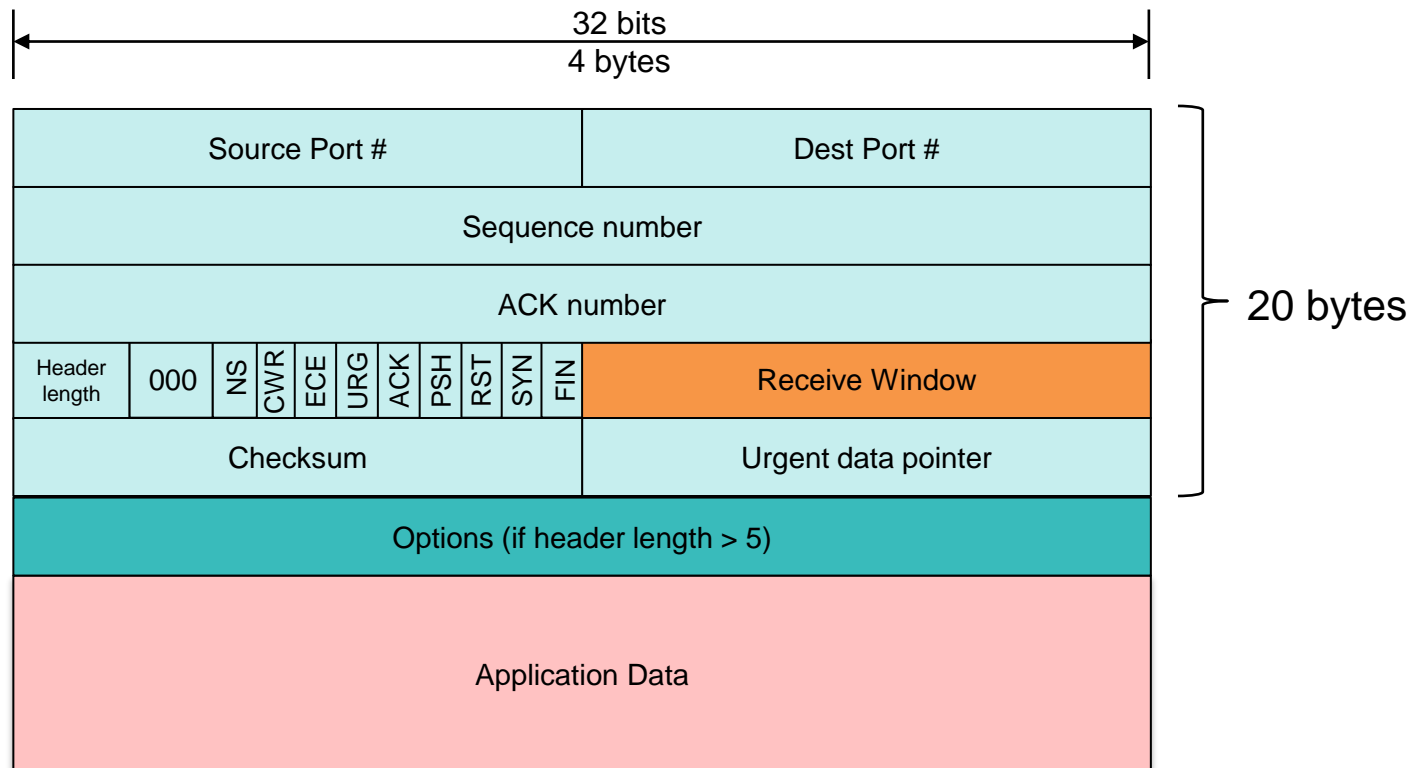 32 bits
4 bytes
Source Port #
Dest Port #
Sequence number
ACK number
20 bytes
Header
length
000
NS
CWR
ECE
URG
ACK
PSH
RST
SYN
FIN
Receive Window
Checksum
Urgent data pointer
Options (if header length > 5)
Application Data